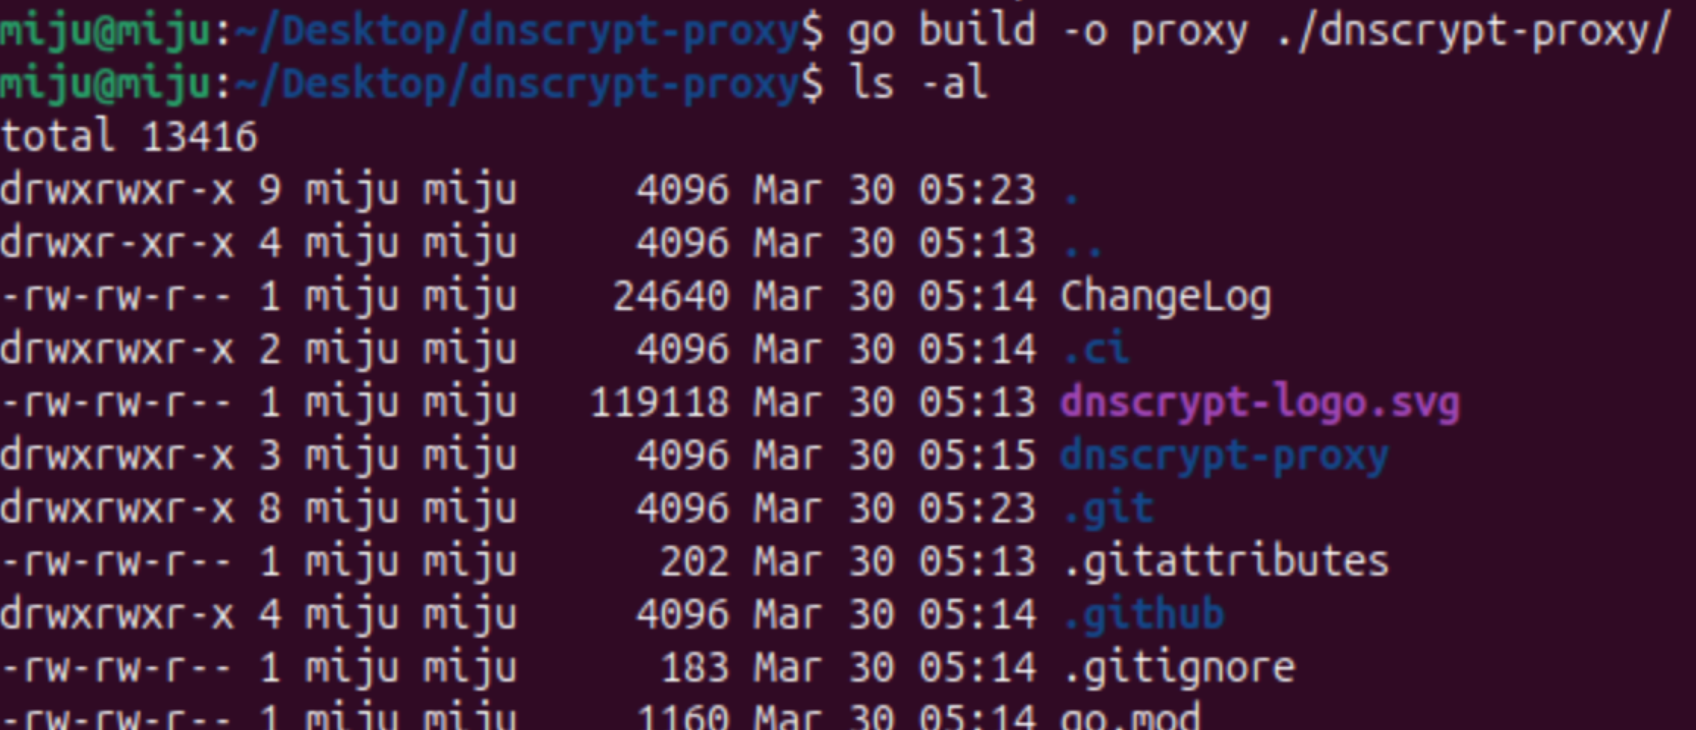 miju@miju:~/Desktop/dnscrypt-proxy$ go build -o proxy ./dnscrypt-proxy/
miju@miju:~/Desktop/dnscrypt-proxy$ ls -al
total 13416
drwxrwxr-x 9 miju miju 4096 Mar 30 05:23 .
drwxr-xr-x 4 miju miju 4096 Mar 30 05:13 ..
-rw-rw-r-- 1 miju miju 24640 Mar 30 05:14 ChangeLog
drwxrwxr-x 2 miju miju 4096 Mar 30 05:14 .ci
-rw-rw-r-- 1 miju miju 119118 Mar 30 05:13 dnscrypt-logo.svg
drwxrwxr-x 3 miju miju 4096 Mar 30 05:15 dnscrypt-proxy
drwxrwxr-x 8 miju miju 4096 Mar 30 05:23 .git
-rw-rw-r-- 1 miju miju 202 Mar 30 05:13 .gitattributes
drwxrwxr-x 4 miju miju 4096 Mar 30 05:14 .github
-rw-rw-r-- 1 miju miju 183 Mar 30 05:14 .gitignore
-rw-rw-r-- 1 miju miju 1160 Mar 30 05:14 go.mod